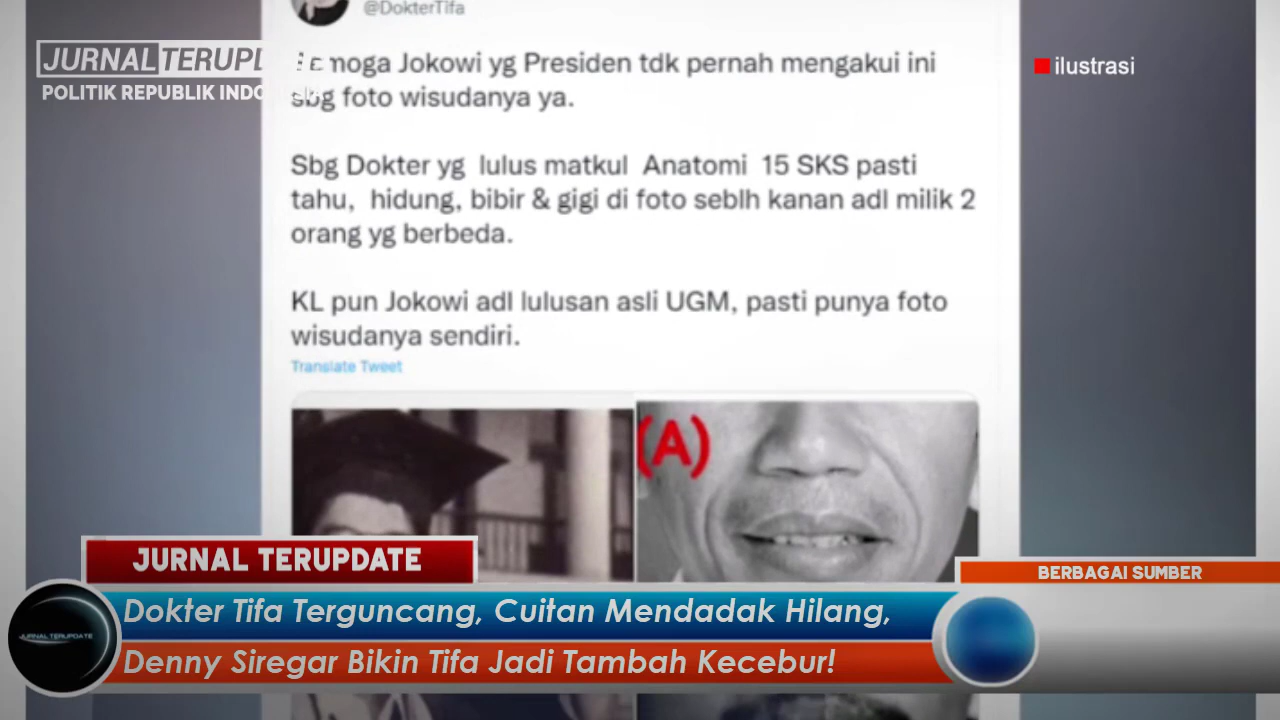 @DokterTifa
JURNAL
POLITIK REPUBLIK
ilustrasi
moga Jokowi yg Presiden tdk pernah mengakui ini
sbg foto wisudanya ya.
Sbg Dokter yg lulus matkul Anatomi 15 SKS pasti
tahu, hidung, bibir & gigi di foto seblh kanan adl milik 2
orang yg berbeda.
KL pun Jokowi adl lulusan asli UGM, pasti punya foto
wisudanya sendiri.
Translate Tweet
(A)
JURNAL TERUPDATE
BERBAGAI SUMBER
Dokter Tifa Terguncang, Cuitan Mendadak Hilang,
JURNAL TERUPDATE
Denny Siregar Bikin Tifa Jadi Tambah Kecebur!